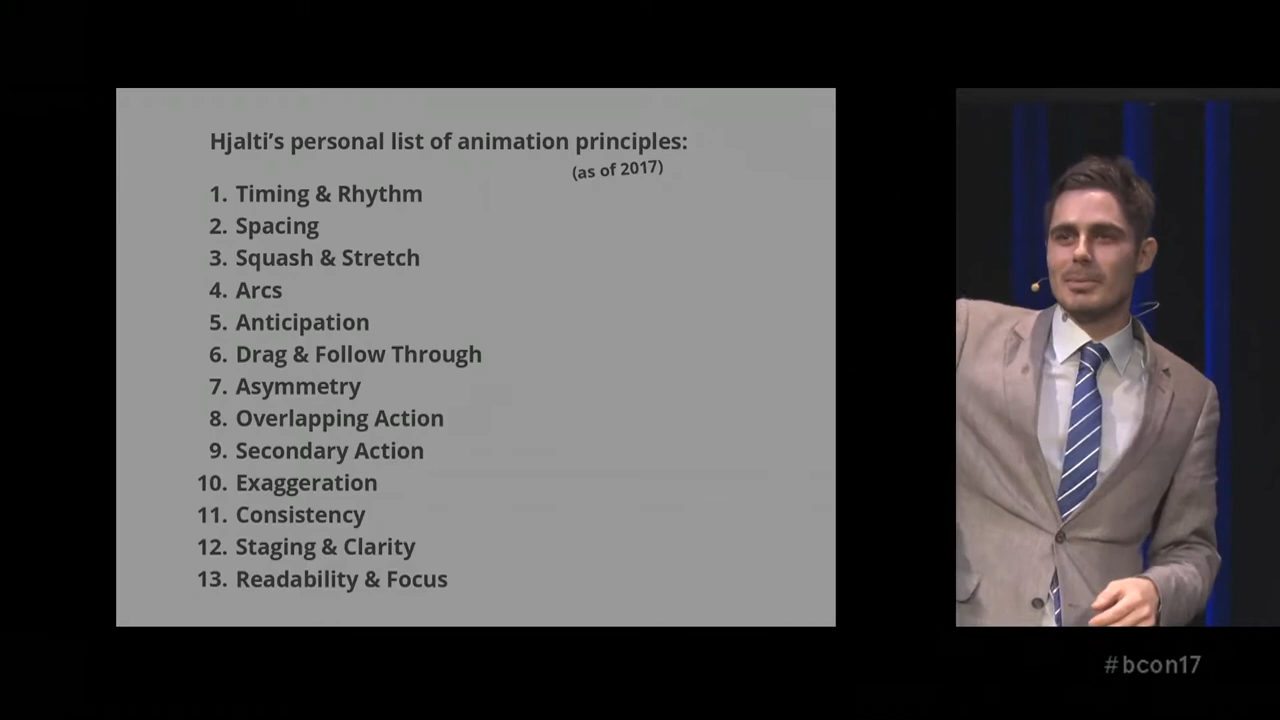 Hjalti’s personal list of animation principles:
(as of 2017)
1. Timing & Rhythm
2. Spacing
3. Squash & Stretch
4. Arcs
5. Anticipation
6. Drag & Follow Through
7. Asymmetry
8. Overlapping Action
9. Secondary Action
10. Exaggeration
11. Consistency
12. Staging & Clarity
13. Readability & Focus
#bcon17